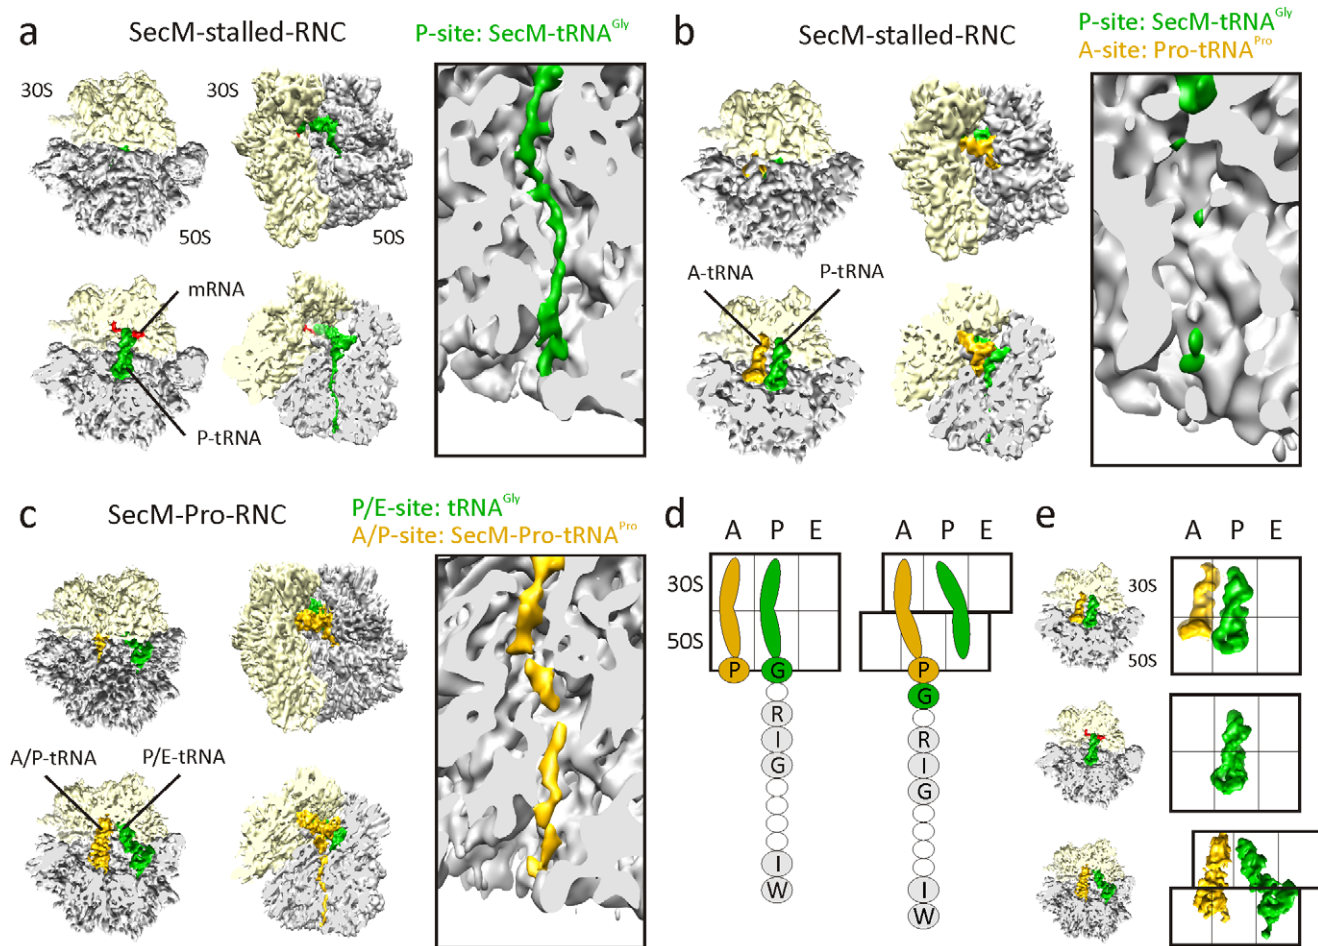 a
SecM-stalled-RNC
P-site: SecM-tRNA^Gly
30S
30S
50S
50S
mRNA
P-tRNA
b
SecM-stalled-RNC
P-site: SecM-tRNA^Gly
A-site: Pro-tRNA^Pro
A-tRNA
P-tRNA
c
SecM-Pro-RNC
P/E-site: tRNA^Gly
A/P-site: SecM-Pro-tRNA^Pro
A/P-tRNA
P/E-tRNA
d
A P E
A P E
30S
50S
P G
R
I
G
I
W
P
G
R
I
G
I
W
e
A P E
30S
50S